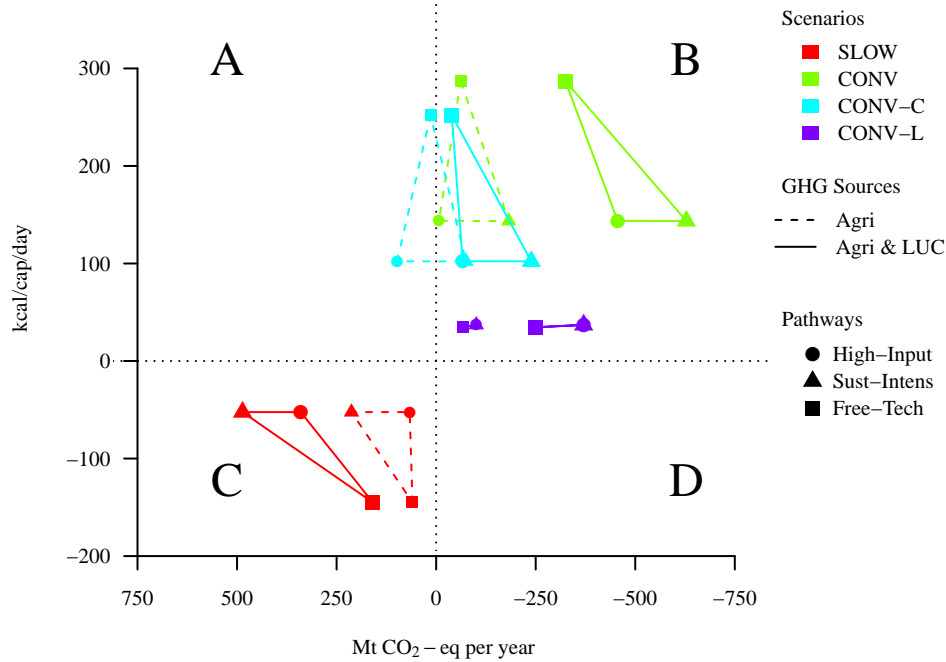 A
B
C
D
Scenarios
SLOW
CONV
CONV−C
CONV−L
GHG Sources
Agri
Agri & LUC
Pathways
High−Input
Sust−Intens
Free−Tech
kcal/cap/day
300
200
100
0
−100
−200
750
500
250
0
−250
−500
−750
Mt CO₂ − eq per year